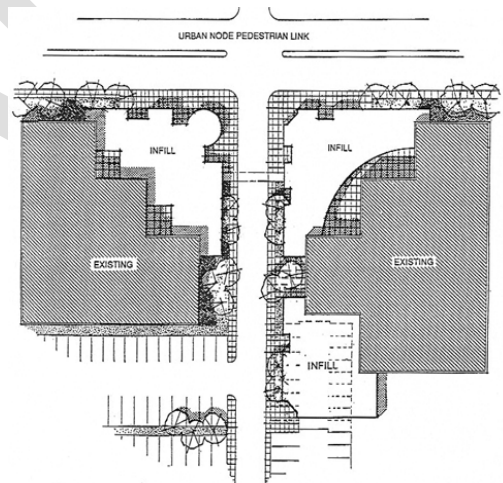 URBAN NODE PEDESTRIAN LINK
INFILL
INFILL
EXISTING
EXISTING
INFILL